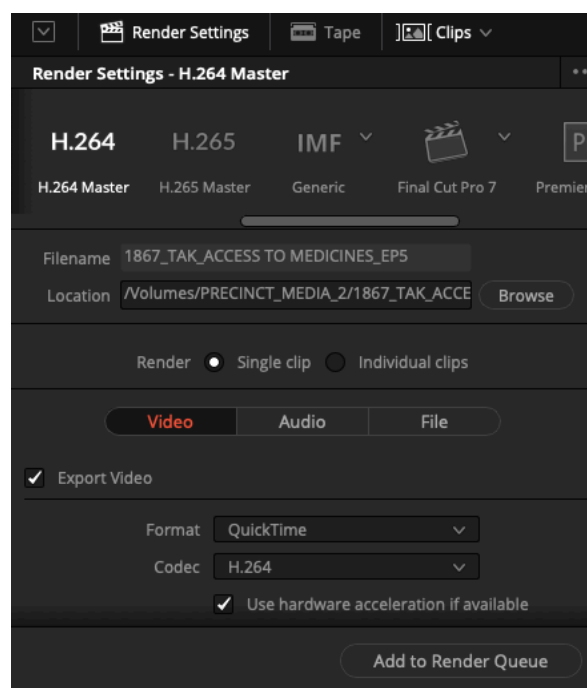 Render Settings Tape Clips
Render Settings - H.264 Master
H.264 H.265 IMF
H.264 Master H.265 Master Generic Final Cut Pro 7 Premier
Filename 1867_TAK_ACCESS TO MEDICINES_EP5
Location /Volumes/PRECINCT_MEDIA_2/1867_TAK_ACCE Browse
Render Single clip Individual clips
Video Audio File
Export Video
Format QuickTime
Codec H.264
Use hardware acceleration if available
Add to Render Queue